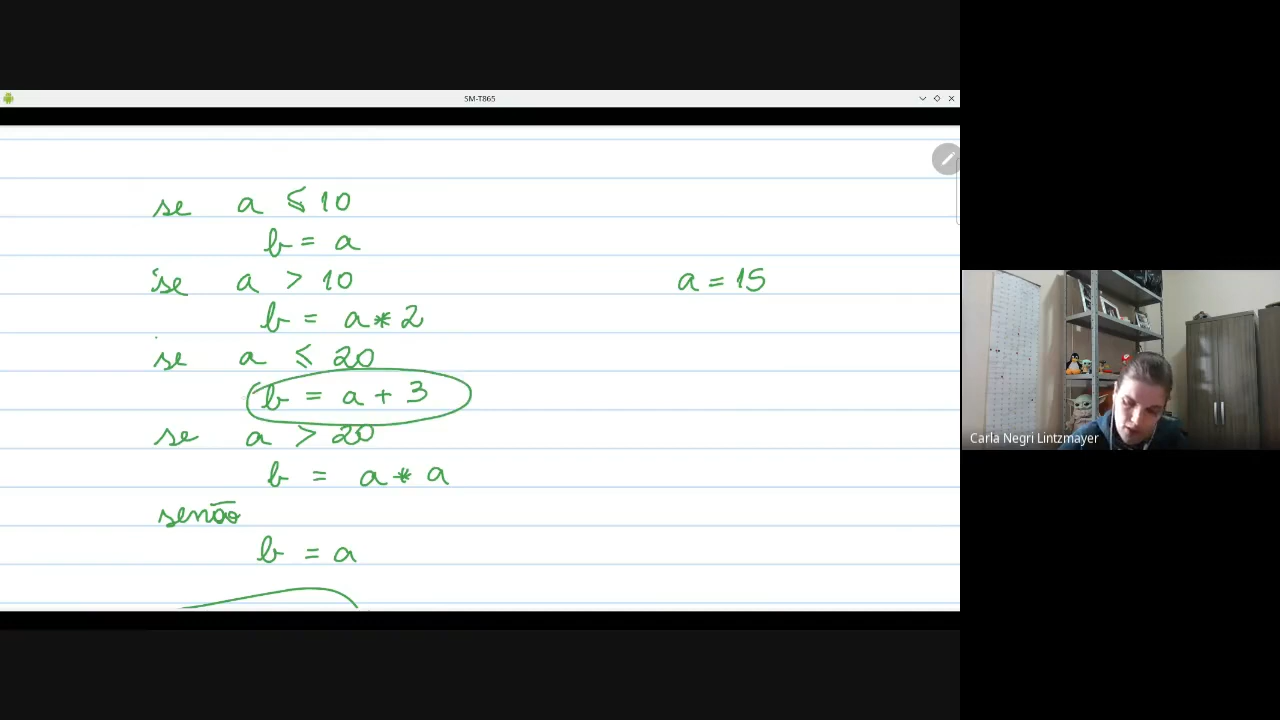 SM-T865
se a ≤ 10
b = a
se a > 10
a = 15
b = a * 2
se a ≤ 20
b = a + 3
se a > 20
b = a * a
senão
b = a
Carla Negri Lintzmayer